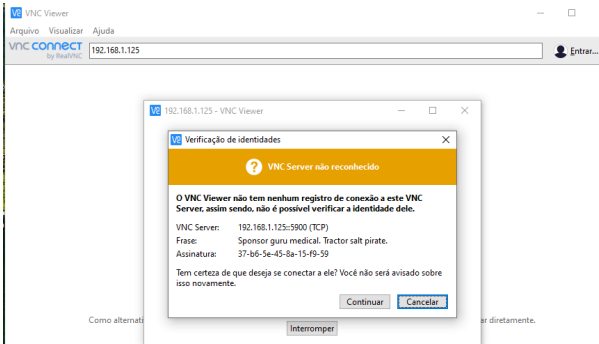 VNC Viewer
Arquivo Visualizar Ajuda
vnc connect
by RealVNC
192.168.1.125
Entrar...
192.168.1.125 - VNC Viewer
Verificação de identidades
VNC Server não reconhecido
O VNC Viewer não tem nenhum registro de conexão a este VNC
Server, assim sendo, não é possível verificar a identidade dele.
VNC Server: 192.168.1.125::5900 (TCP)
Frase: Sponsor guru medical. Tractor salt pirate.
Assinatura: 37-b6-5e-45-8a-15-f9-59
Tem certeza de que deseja se conectar a ele? Você não será avisado sobre
isso novamente.
Continuar Cancelar
Como alternati
ar diretamente.
Interromper